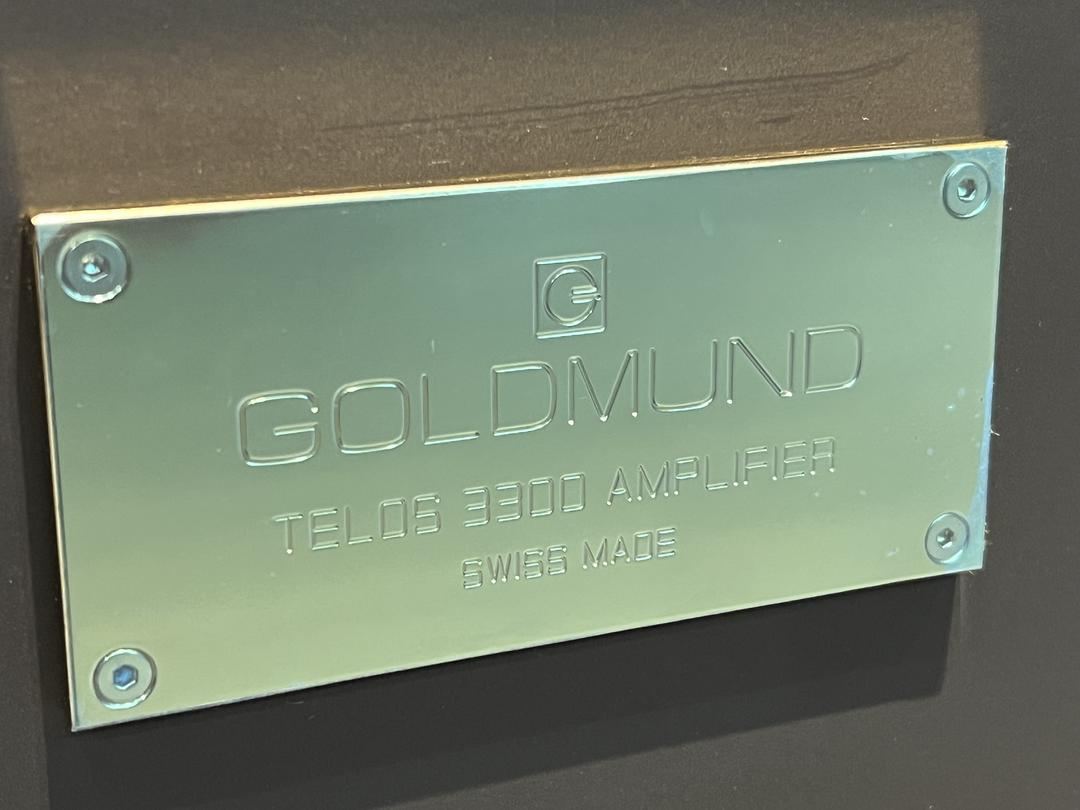 G
GOLDMUND
TELOS 3300 AMPLIFIER
SWISS MADE